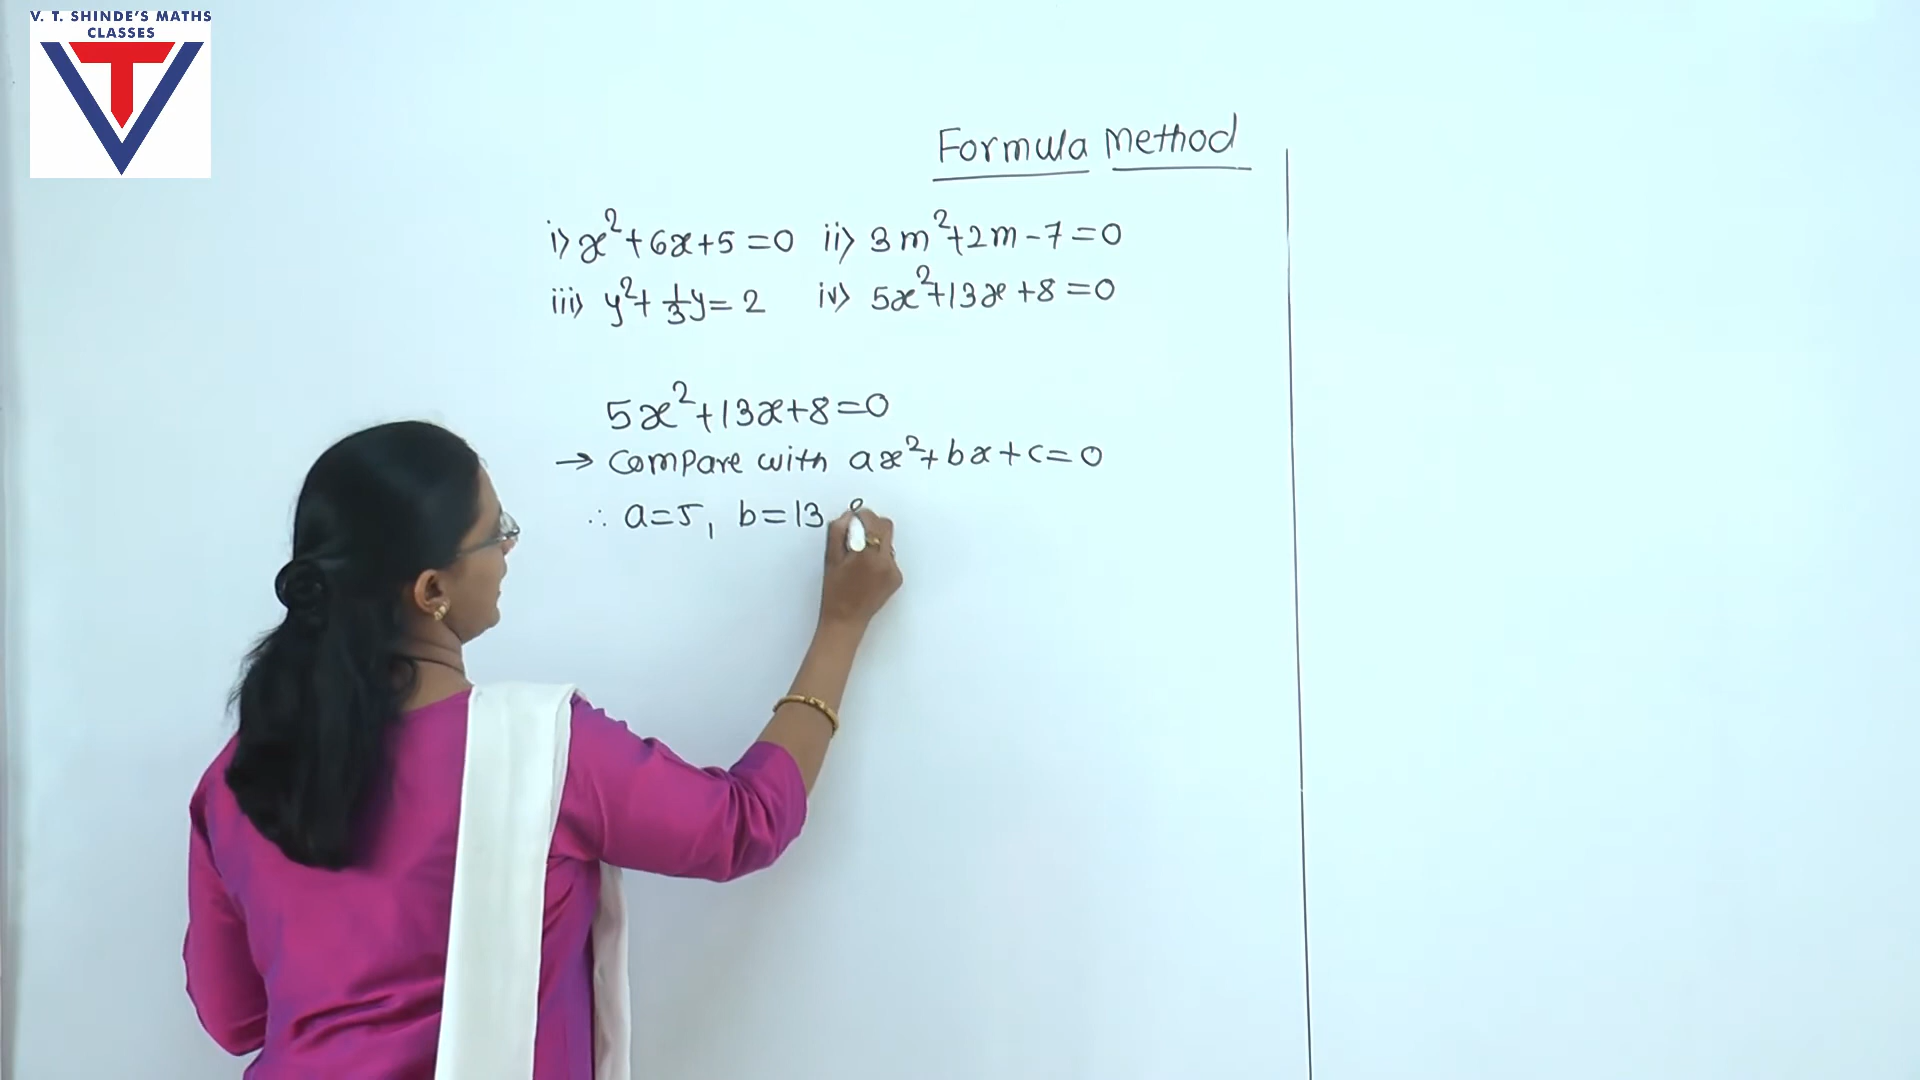 V. T. SHINDE'S MATHS
CLASSES
Formula Method
i) x²+6x+5=0 ii) 3m²+2m-7=0
iii) y²+1/3y=2 iv) 5x²+13x+8=0
5x²+13x+8=0
→ Compare with ax²+bx+c=0
∴ a=5, b=13